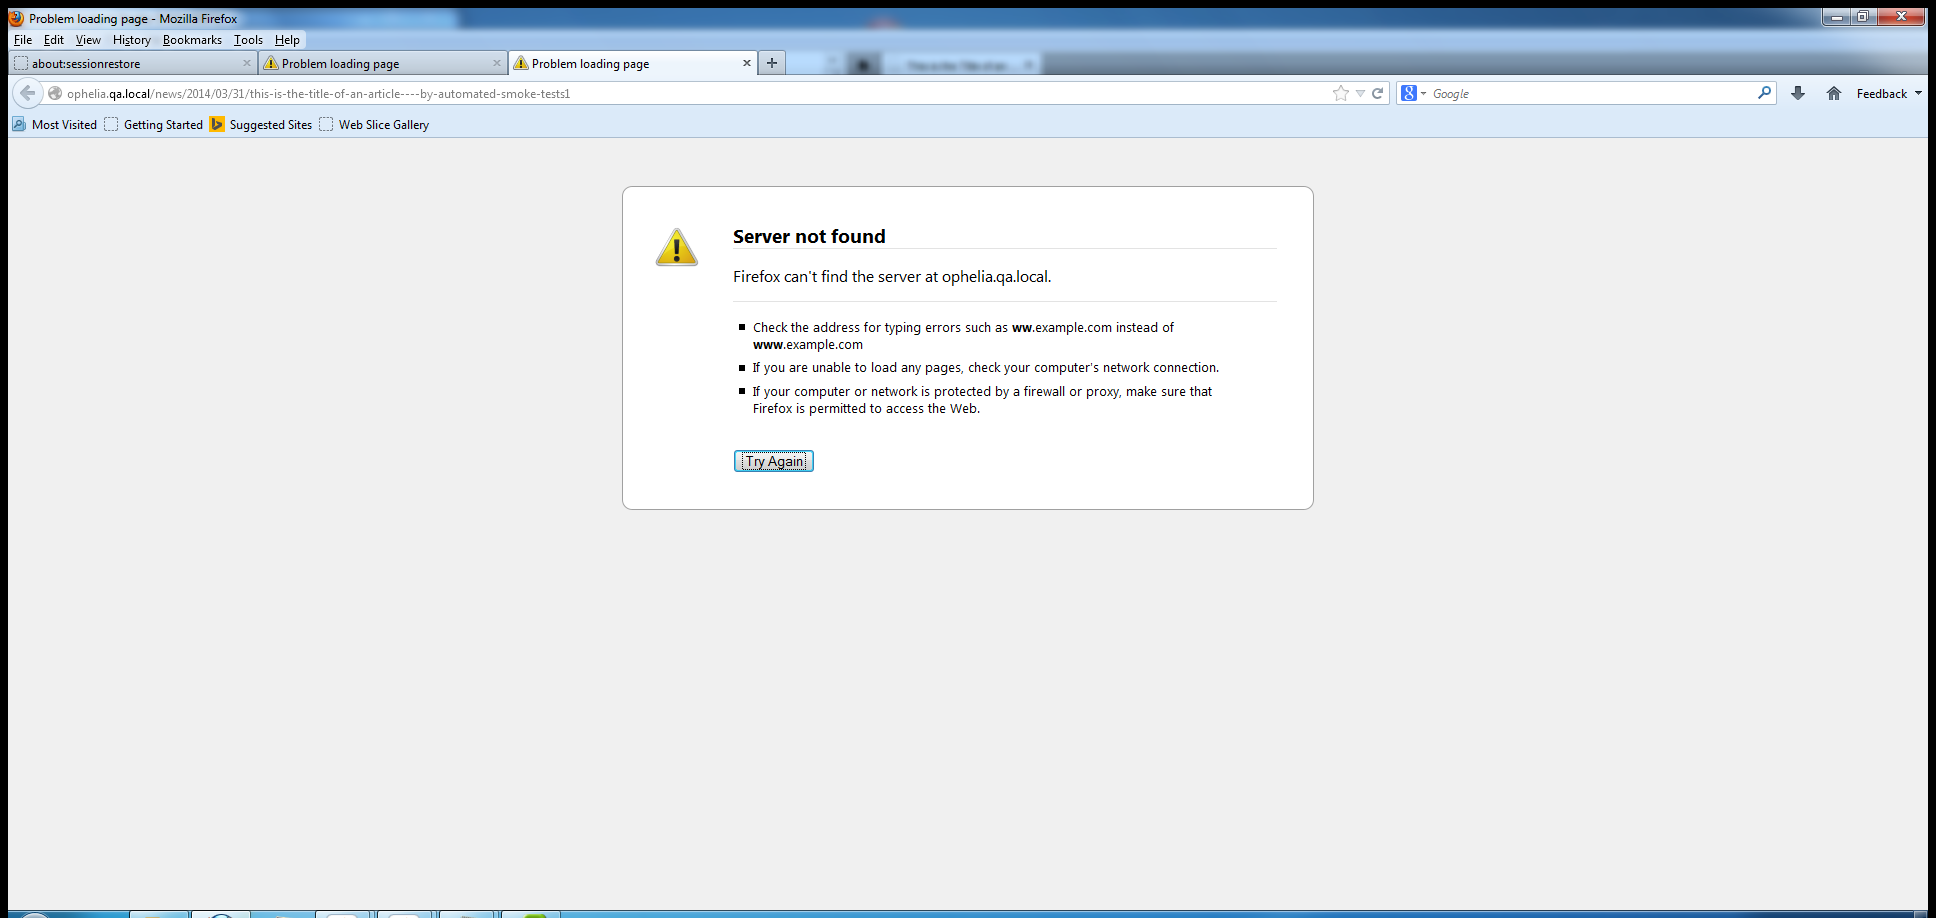 Problem loading page - Mozilla Firefox
File Edit View History Bookmarks Tools Help
about:sessionrestore Problem loading page Problem loading page
ophelia.qa.local/news/2014/03/31/this-is-the-title-of-an-article----by-automated-smoke-tests1 Google Feedback
Most Visited Getting Started Suggested Sites Web Slice Gallery
Server not found
Firefox can't find the server at ophelia.qa.local.
Check the address for typing errors such as ww.example.com instead of
www.example.com
If you are unable to load any pages, check your computer's network connection.
If your computer or network is protected by a firewall or proxy, make sure that
Firefox is permitted to access the Web.
Try Again